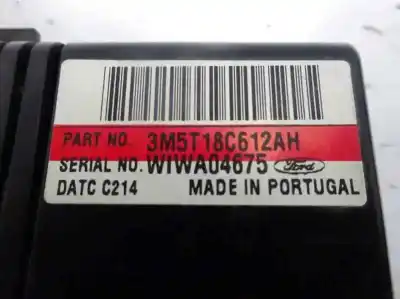 PART NO. 3M5T18C612AH
SERIAL NO. WIWA04675 Ford
DATC C214 MADE IN PORTUGAL